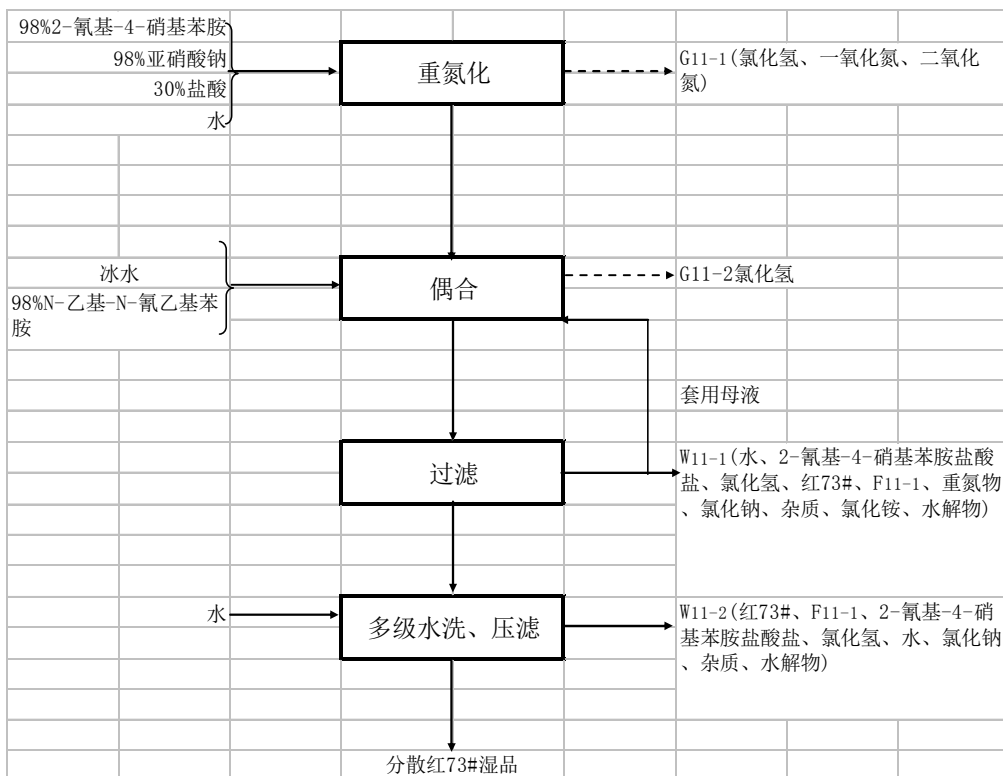 98%2-氰基-4-硝基苯胺
98%亚硝酸钠
30%盐酸
水
重氮化
G11-1(氯化氢、一氧化氮、二氧化
氮)
冰水
98%N-乙基-N-氰乙基苯
胺
偶合
G11-2氯化氢
套用母液
过滤
W11-1(水、2-氰基-4-硝基苯胺盐酸
盐、氯化氢、红73#、F11-1、重氮物
、氯化钠、杂质、氯化铵、水解物)
水
多级水洗、压滤
W11-2(红73#、F11-1、2-氰基-4-硝
基苯胺盐酸盐、氯化氢、水、氯化钠
、杂质、水解物)
分散红73#湿品